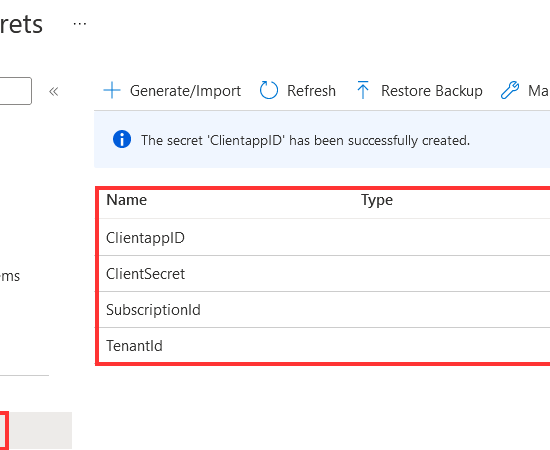 rets ...
« Generate/Import Refresh Restore Backup Ma
The secret 'ClientappID' has been successfully created.
Name Type
ClientappID
ems ClientSecret
SubscriptionId
TenantId